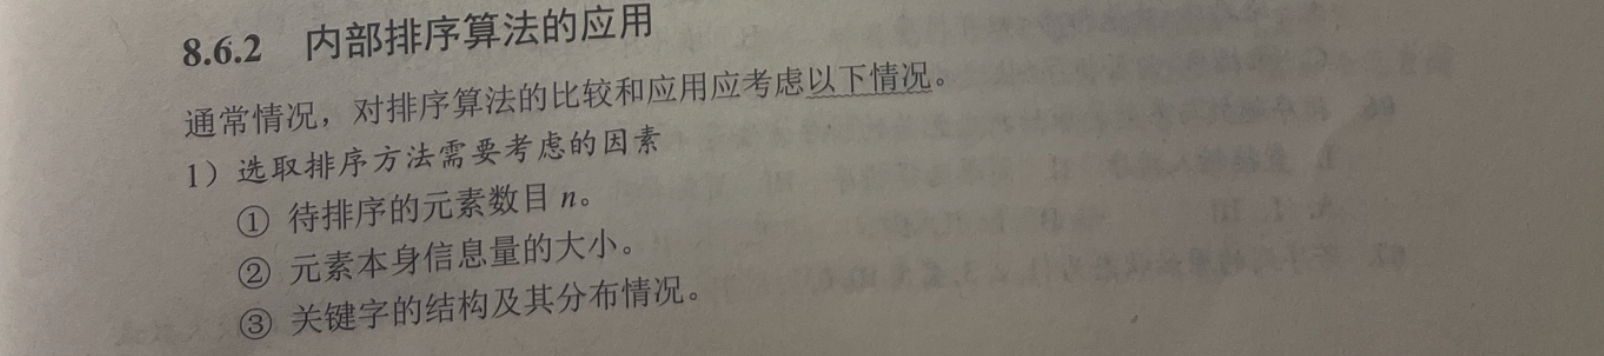 8.6.2 内部排序算法的应用
通常情况，对排序算法的比较和应用应考虑以下情况。
1）选取排序方法需要考虑的因素
① 待排序的元素数目 n。
② 元素本身信息量的大小。
③ 关键字的结构及其分布情况。